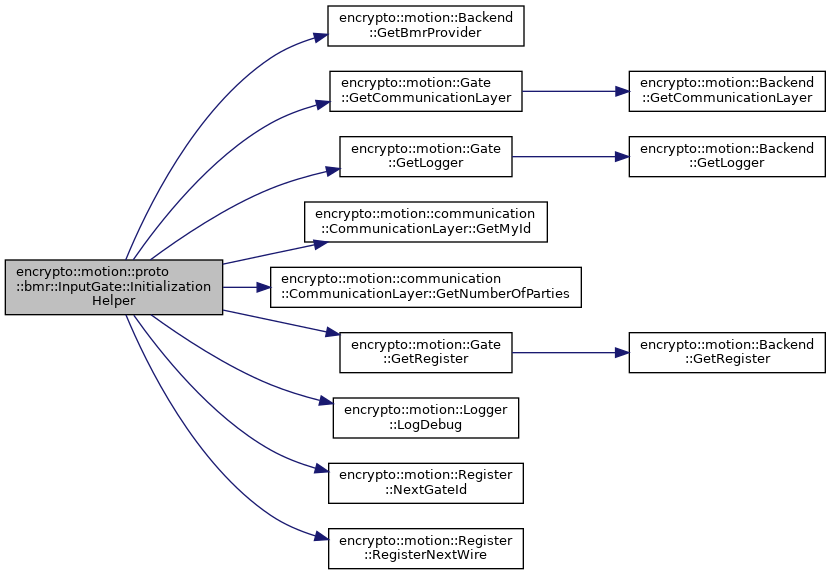 encrypto::motion::Backend
::GetBmrProvider
encrypto::motion::Gate
::GetCommunicationLayer
encrypto::motion::Backend
::GetCommunicationLayer
encrypto::motion::Gate
::GetLogger
encrypto::motion::Backend
::GetLogger
encrypto::motion::communication
::CommunicationLayer::GetMyId
encrypto::motion::proto
::bmr::InputGate::Initialization
Helper
encrypto::motion::communication
::CommunicationLayer::GetNumberOfParties
encrypto::motion::Gate
::GetRegister
encrypto::motion::Backend
::GetRegister
encrypto::motion::Logger
::LogDebug
encrypto::motion::Register
::NextGateId
encrypto::motion::Register
::RegisterNextWire